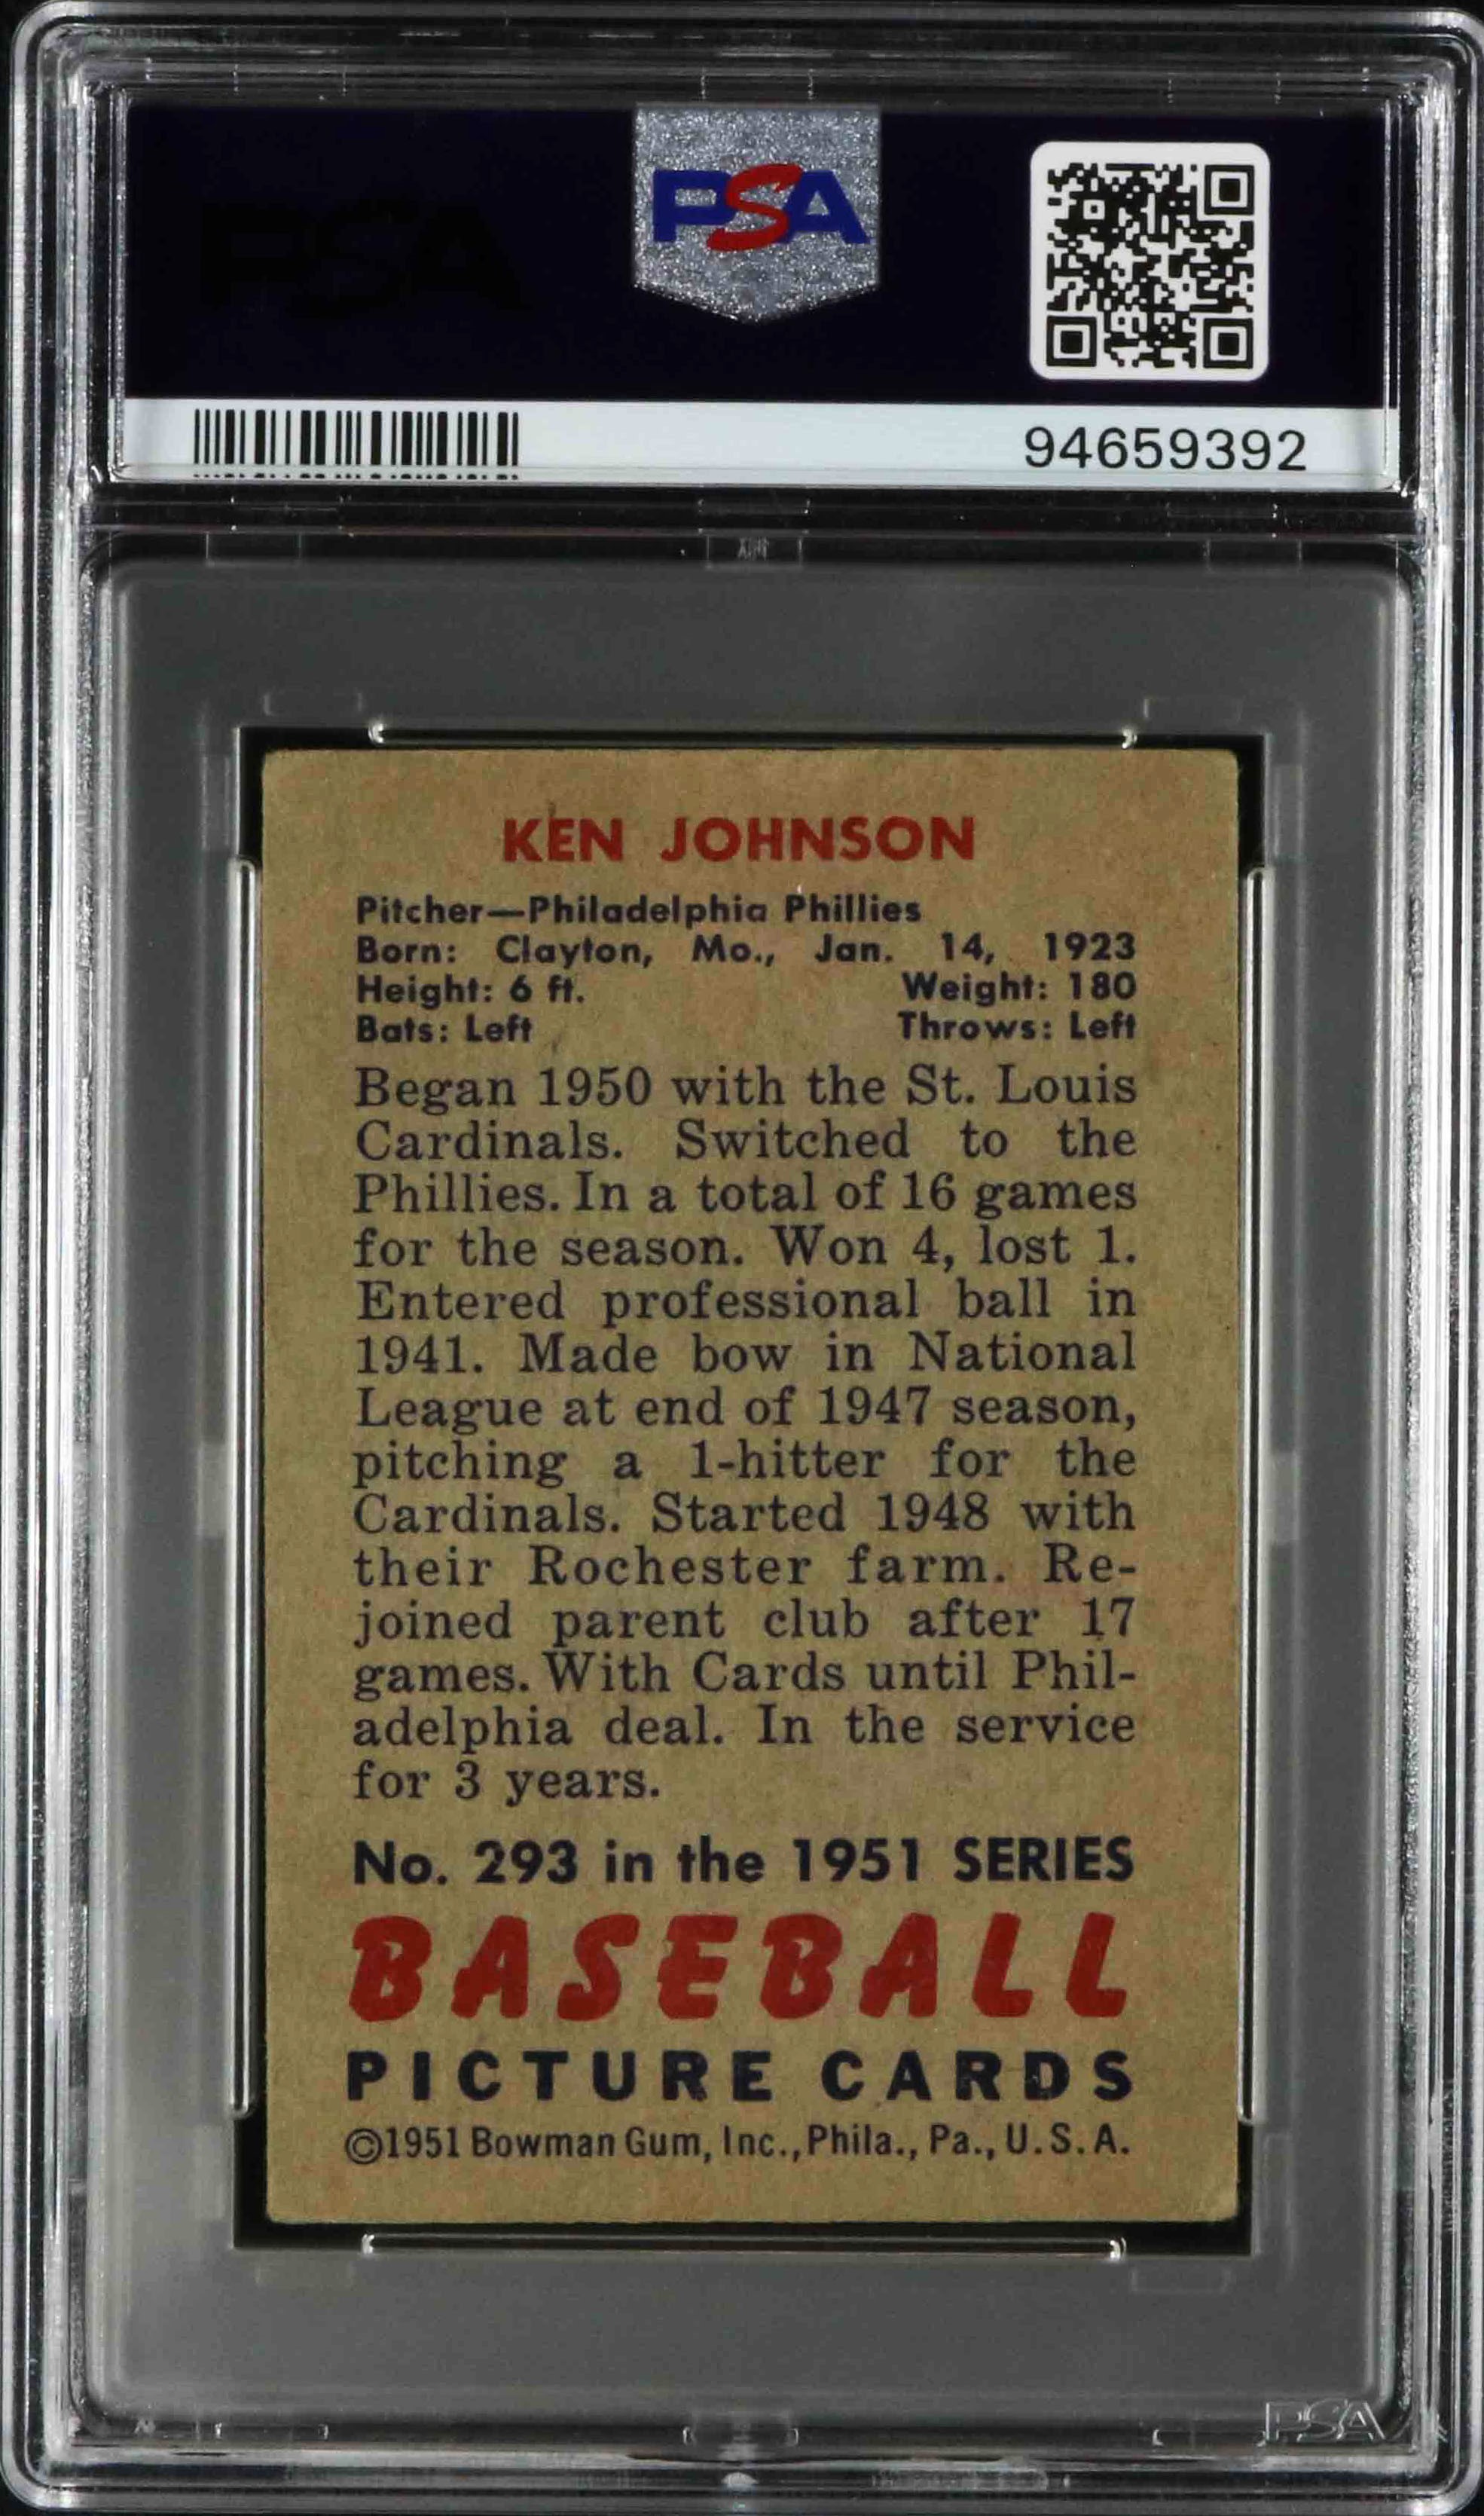 PSA
PSA
94659392
KEN JOHNSON
Pitcher—Philadelphia Phillies
Born: Clayton, Mo., Jan. 14, 1923
Height: 6 ft. Weight: 180
Bats: Left Throws: Left
Began 1950 with the St. Louis
Cardinals. Switched to the
Phillies. In a total of 16 games
for the season. Won 4, lost 1.
Entered professional ball in
1941. Made bow in National
League at end of 1947 season,
pitching a 1-hitter for the
Cardinals. Started 1948 with
their Rochester farm. Re-
joined parent club after 17
games. With Cards until Phil-
adelphia deal. In the service
for 3 years.
No. 293 in the 1951 SERIES
BASEBALL
PICTURE CARDS
©1951 Bowman Gum, Inc., Phila., Pa., U.S.A.
PSA